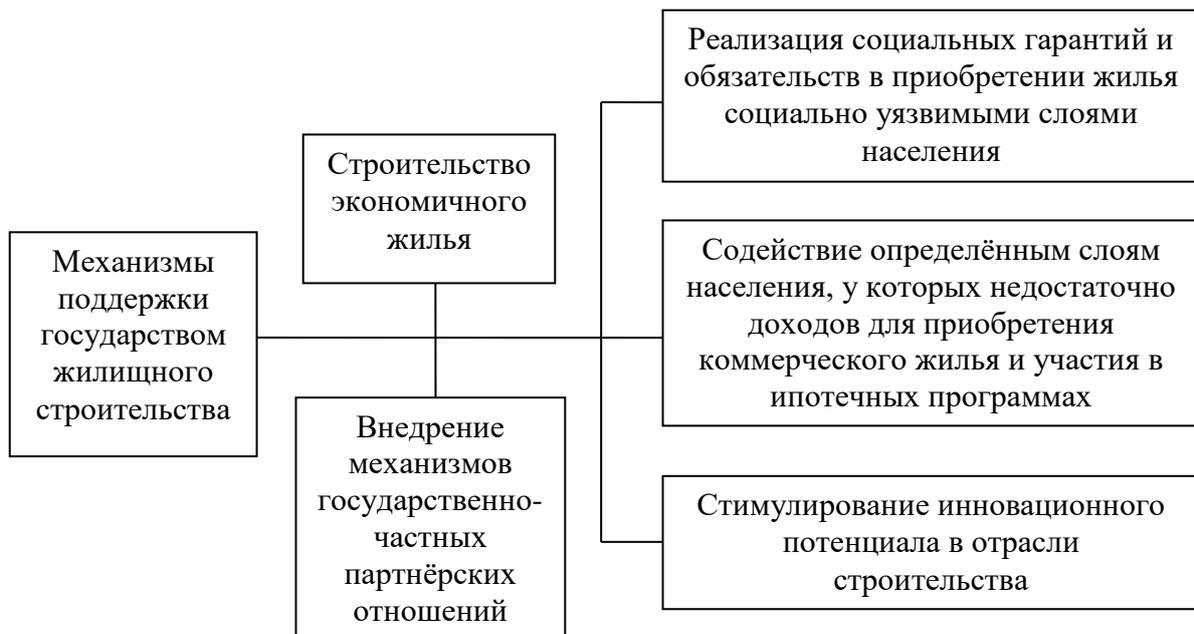 Механизмы
поддержки
государством
жилищного
строительства
Строительство
экономичного
жилья
Внедрение
механизмов
государственно-
частных
партнёрских
отношений
Реализация социальных гарантий и
обязательств в приобретении жилья
социально уязвимыми слоями
населения
Содействие определённым слоям
населения, у которых недостаточно
доходов для приобретения
коммерческого жилья и участия в
ипотечных программах
Стимулирование инновационного
потенциала в отрасли
строительства